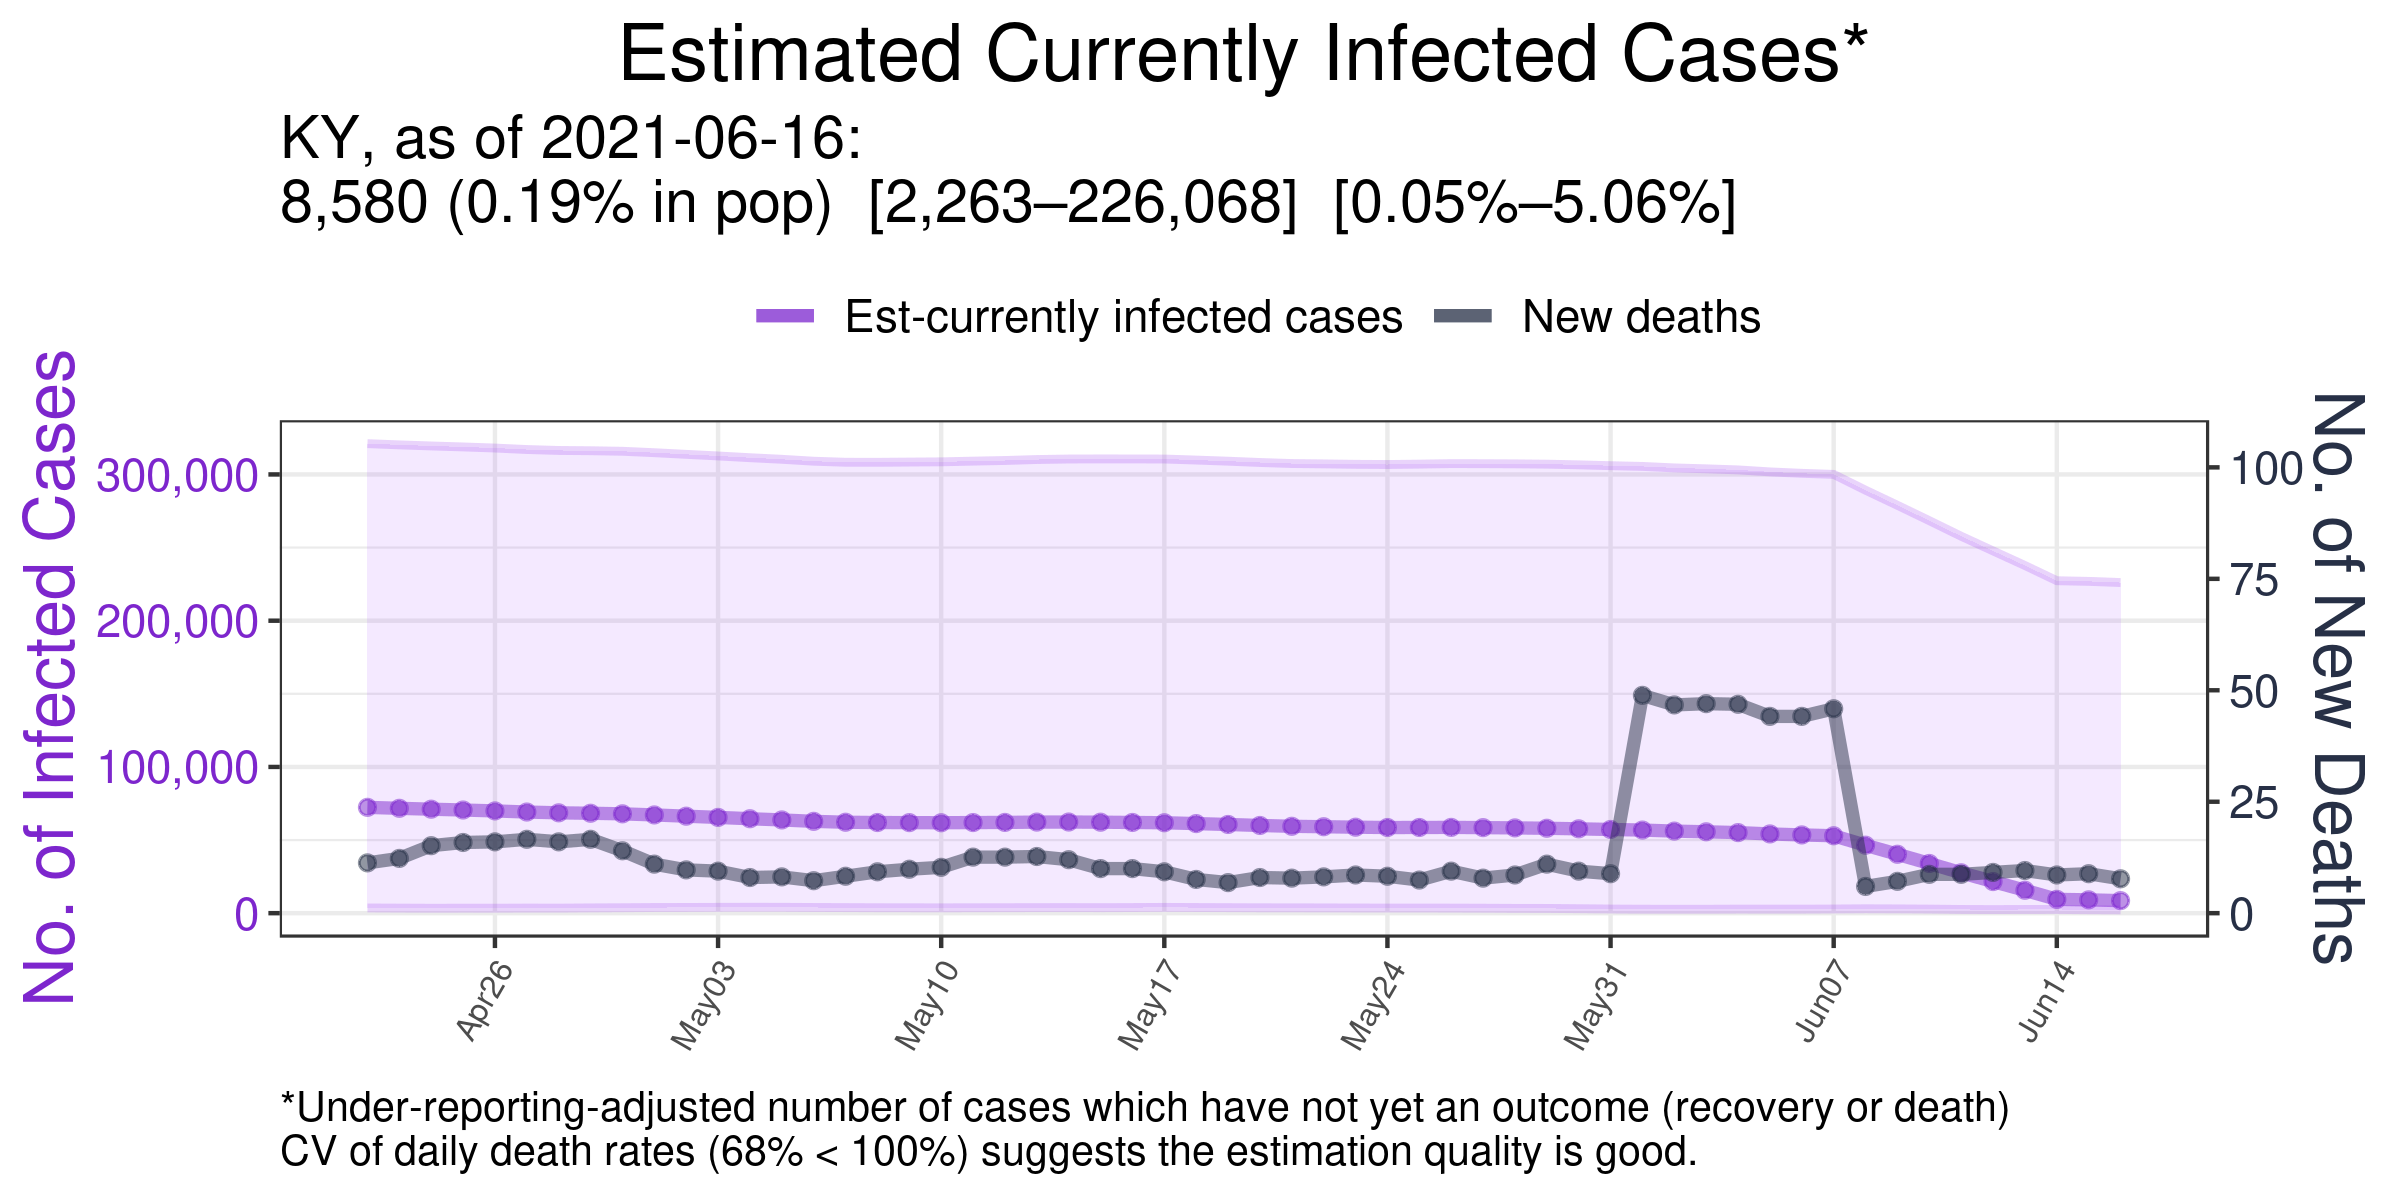 Estimated Currently Infected Cases*
KY, as of 2021-06-16:
8,580 (0.19% in pop)  [2,263–226,068]  [0.05%–5.06%]
Est-currently infected cases
New deaths
No. of Infected Cases
300,000
200,000
100,000
0
No. of New Deaths
100
75
50
25
0
Apr26
May03
May10
May17
May24
May31
Jun07
Jun14
*Under-reporting-adjusted number of cases which have not yet an outcome (recovery or death)
CV of daily death rates (68% < 100%) suggests the estimation quality is good.